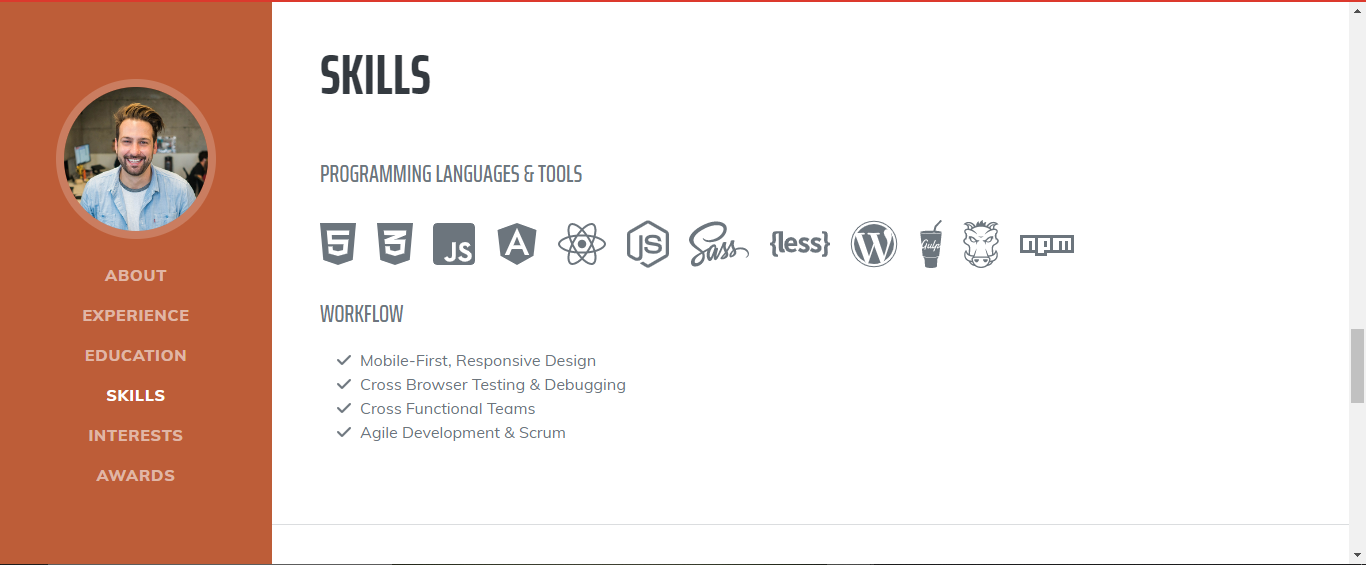 ABOUT
EXPERIENCE
EDUCATION
SKILLS
INTERESTS
AWARDS
SKILLS
PROGRAMMING LANGUAGES & TOOLS
5 3 JS A JS Sass {less} W Gulp npm
WORKFLOW
Mobile-First, Responsive Design
Cross Browser Testing & Debugging
Cross Functional Teams
Agile Development & Scrum